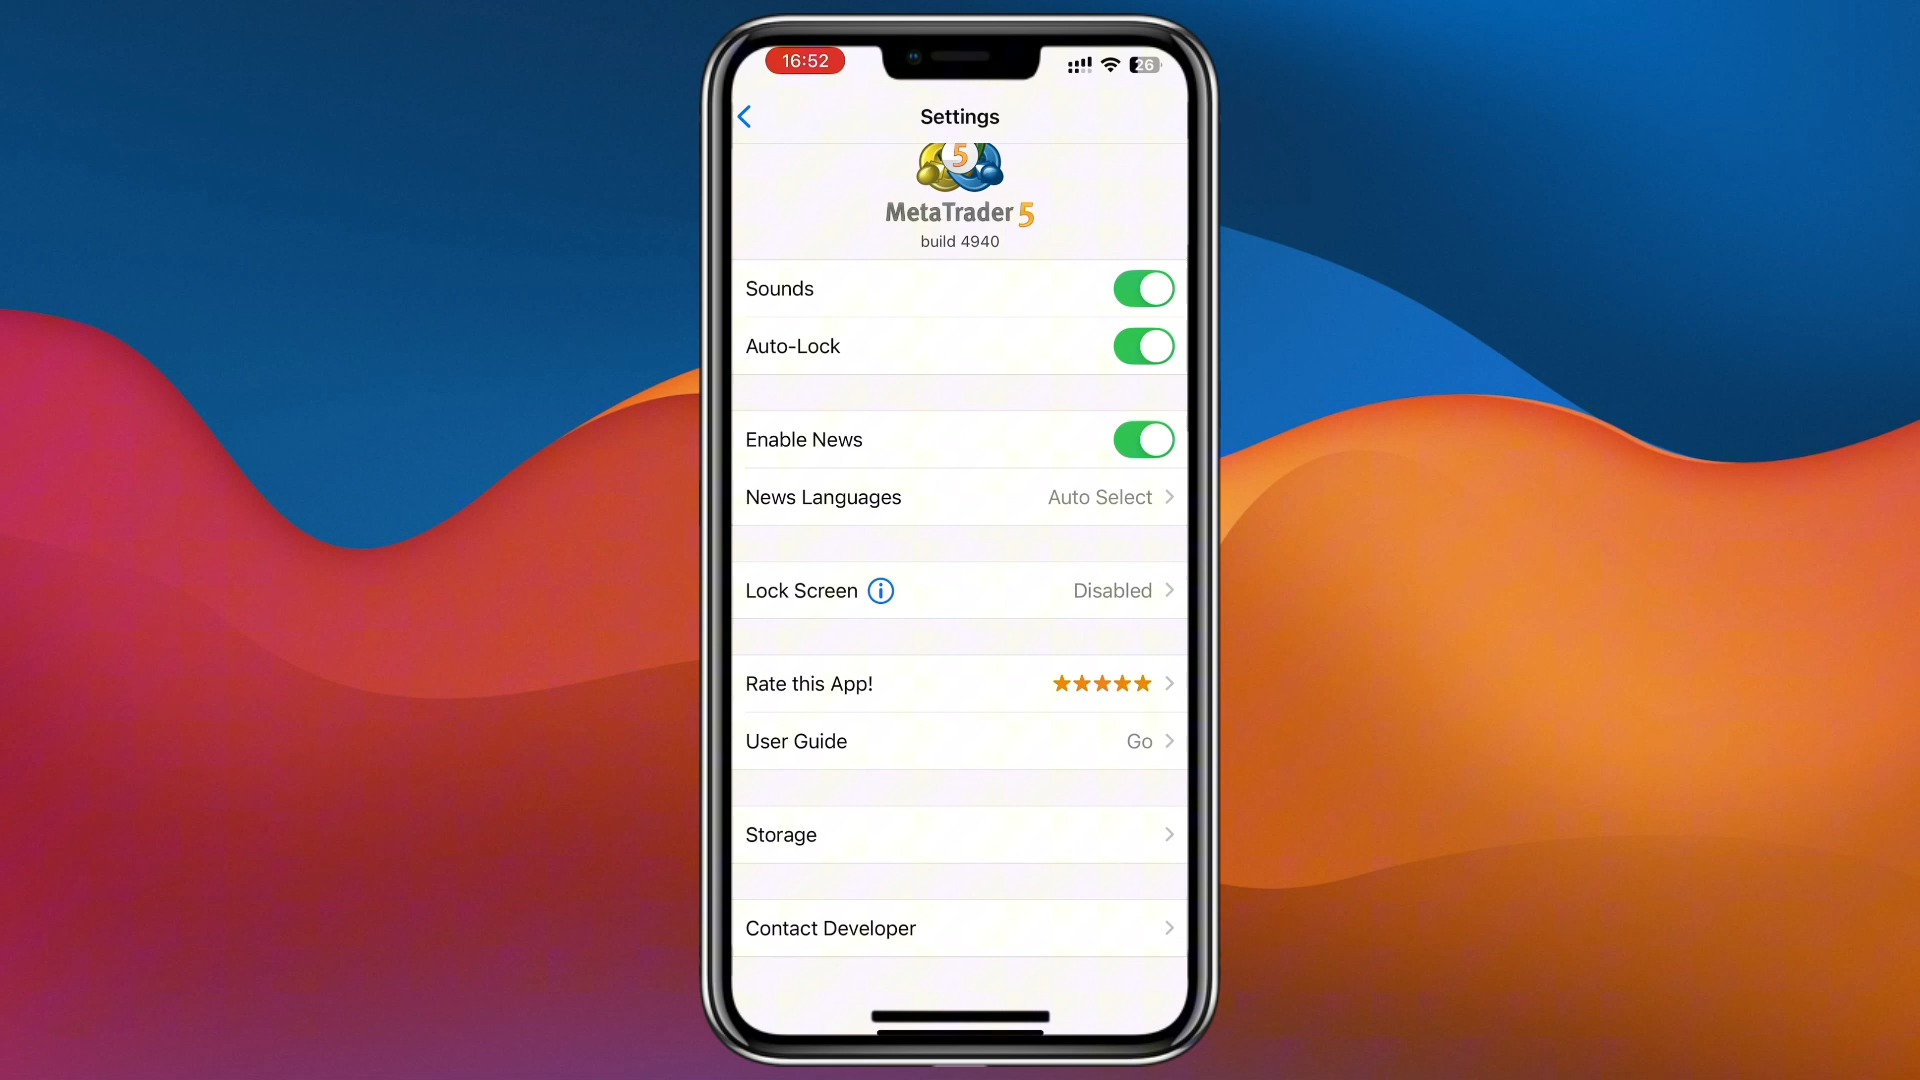 16:52
26
Settings
5
MetaTrader 5
build 4940
Sounds
Auto-Lock
Enable News
News Languages Auto Select
Lock Screen Disabled
Rate this App!
User Guide Go
Storage
Contact Developer